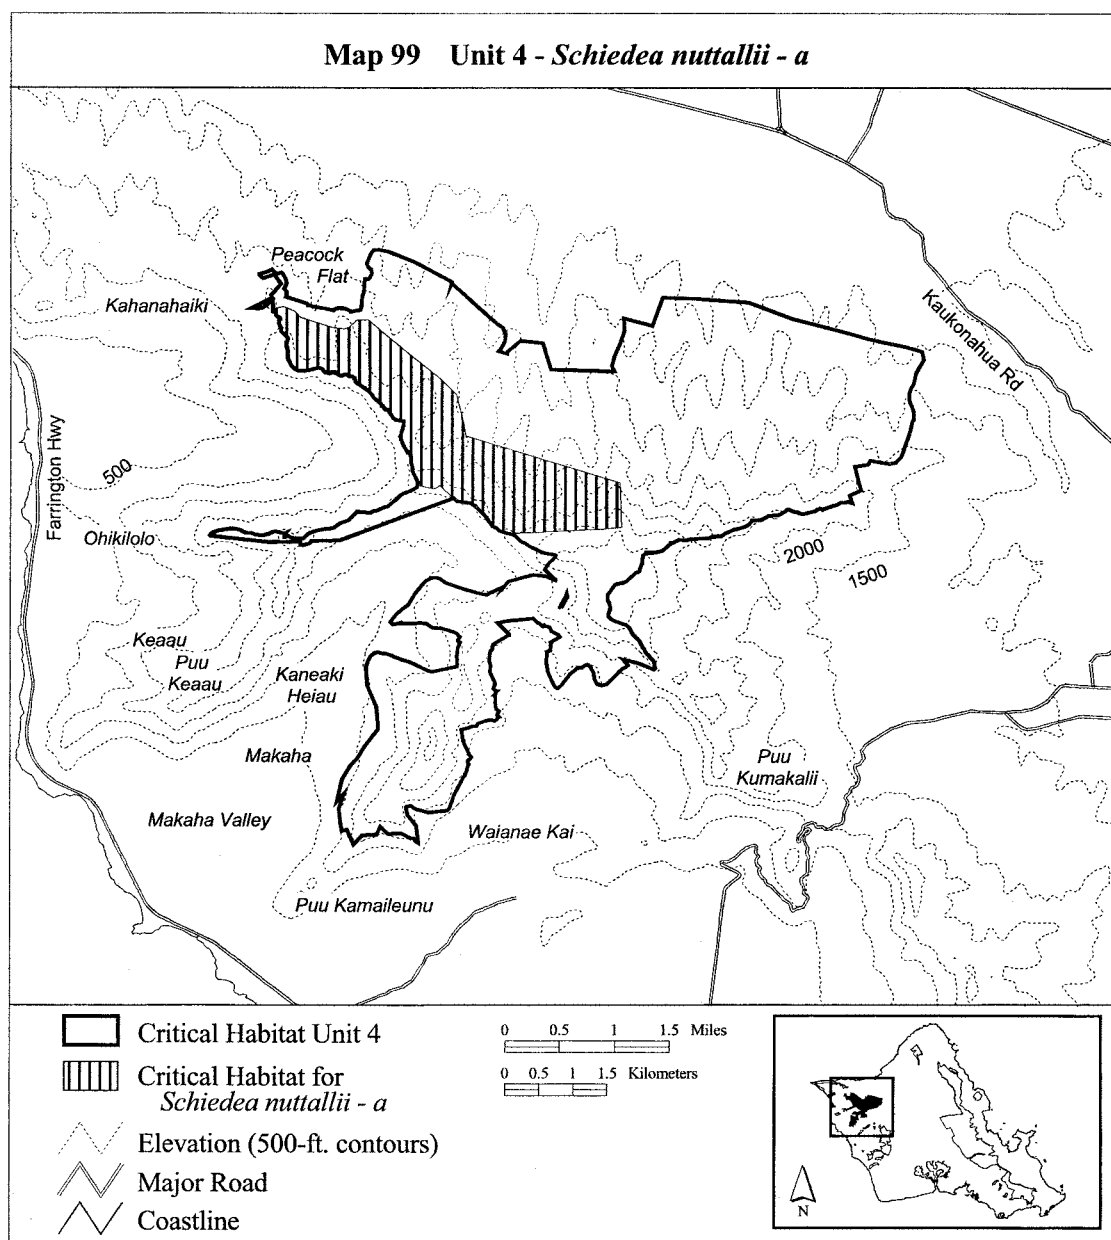 Map 99 Unit 4 - Schiedea nuttallii - a
Peacock
Flat
Kahanahaiki
Kaukonahua Rd
Farrington Hwy
500
Ohikilolo
2000
1500
Keaau
Puu
Keaau
Kaneaki
Heiau
Makaha
Puu
Kumakalii
Makaha Valley
Waianae Kai
Puu Kamaileunu
Critical Habitat Unit 4
Critical Habitat for
Schiedea nuttallii - a
Elevation (500-ft. contours)
Major Road
Coastline
0 0.5 1 1.5 Miles
0 0.5 1 1.5 Kilometers
N